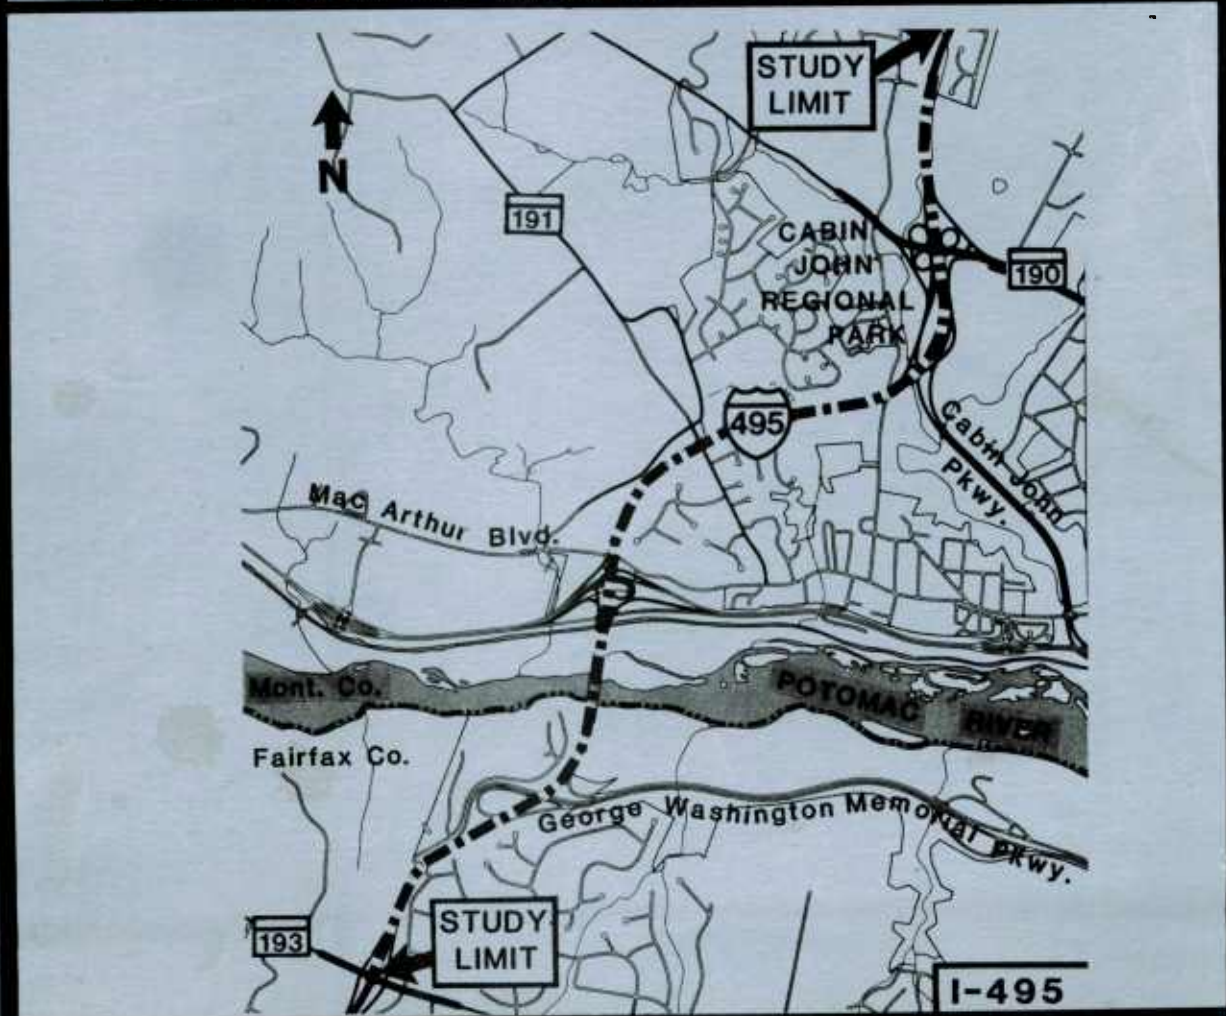 STUDY
LIMIT
N
191
CABIN
JOHN
REGIONAL
PARK
190
495
Cabin John
Pkwy.
Mac Arthur Blvd.
Mont. Co.
POTOMAC RIVER
Fairfax Co.
George Washington Memorial Pkwy.
193
STUDY
LIMIT
I-495